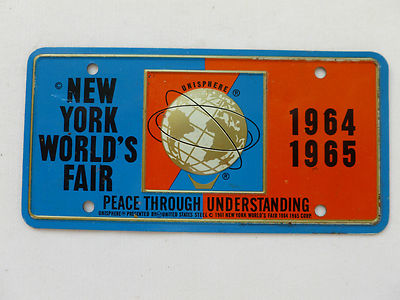 © NEW
YORK
WORLD'S
FAIR
UNISPHERE ®
®
1964
1965
PEACE THROUGH UNDERSTANDING
UNISPHERE® PRESENTED BY UNITED STATES STEEL © 1961 NEW YORK WORLD'S FAIR 1964 1965 CORP.